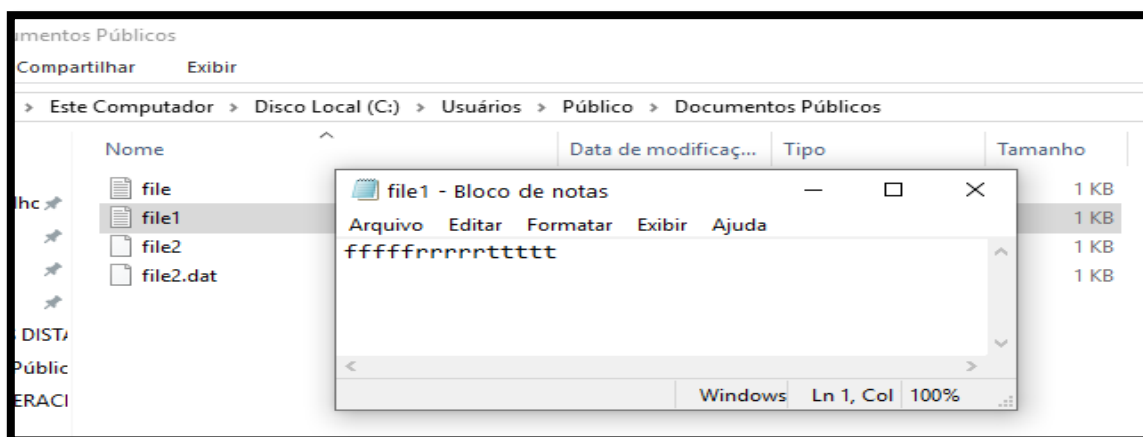 umentos Públicos
Compartilhar Exibir
> Este Computador > Disco Local (C:) > Usuários > Público > Documentos Públicos
Nome Data de modificaç... Tipo Tamanho
file 1 KB
file1 1 KB
file2 1 KB
file2.dat 1 KB
lhc
DISTA
Públic
ERACI
file1 - Bloco de notas
Arquivo Editar Formatar Exibir Ajuda
fffffrrrrrttttt
Windows Ln 1, Col 100%